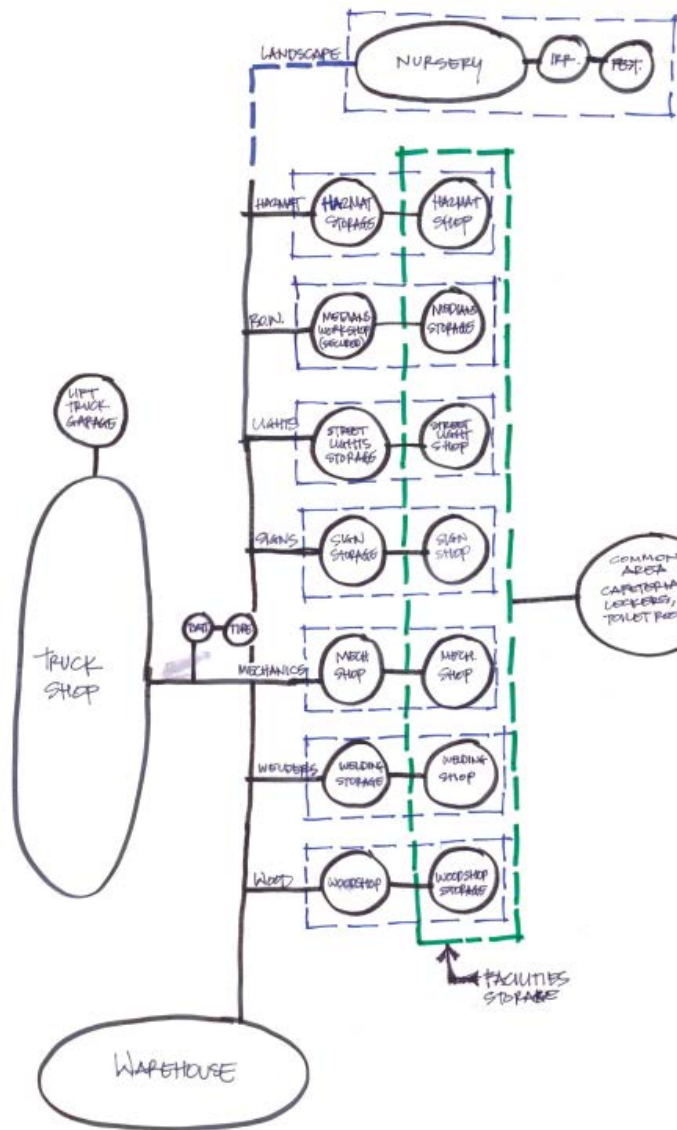 LANDSCAPE
NURSERY
IRR.
PEST.
HAZMAT
HAZMAT
STORAGE
HAZMAT
SHOP
R.O.W.
MEDIANS
WORKSHOP
(SECURED)
MEDIANS
STORAGE
LIFT
TRUCK
GARAGE
LIGHTS
STREET
LIGHTS
STORAGE
STREET
LIGHT
SHOP
SIGNS
SIGN
STORAGE
SIGN
SHOP
COMMON
AREA
CAFETERIA
LOCKERS,
TOILET
BATT.
TIRE
TRUCK
SHOP
MECHANICS
MECH.
SHOP
MECH.
SHOP
WELDERS
WELDING
STORAGE
WELDING
SHOP
WOOD
WOODSHOP
WOODSHOP
STORAGE
FACILITIES
STORAGE
WAREHOUSE